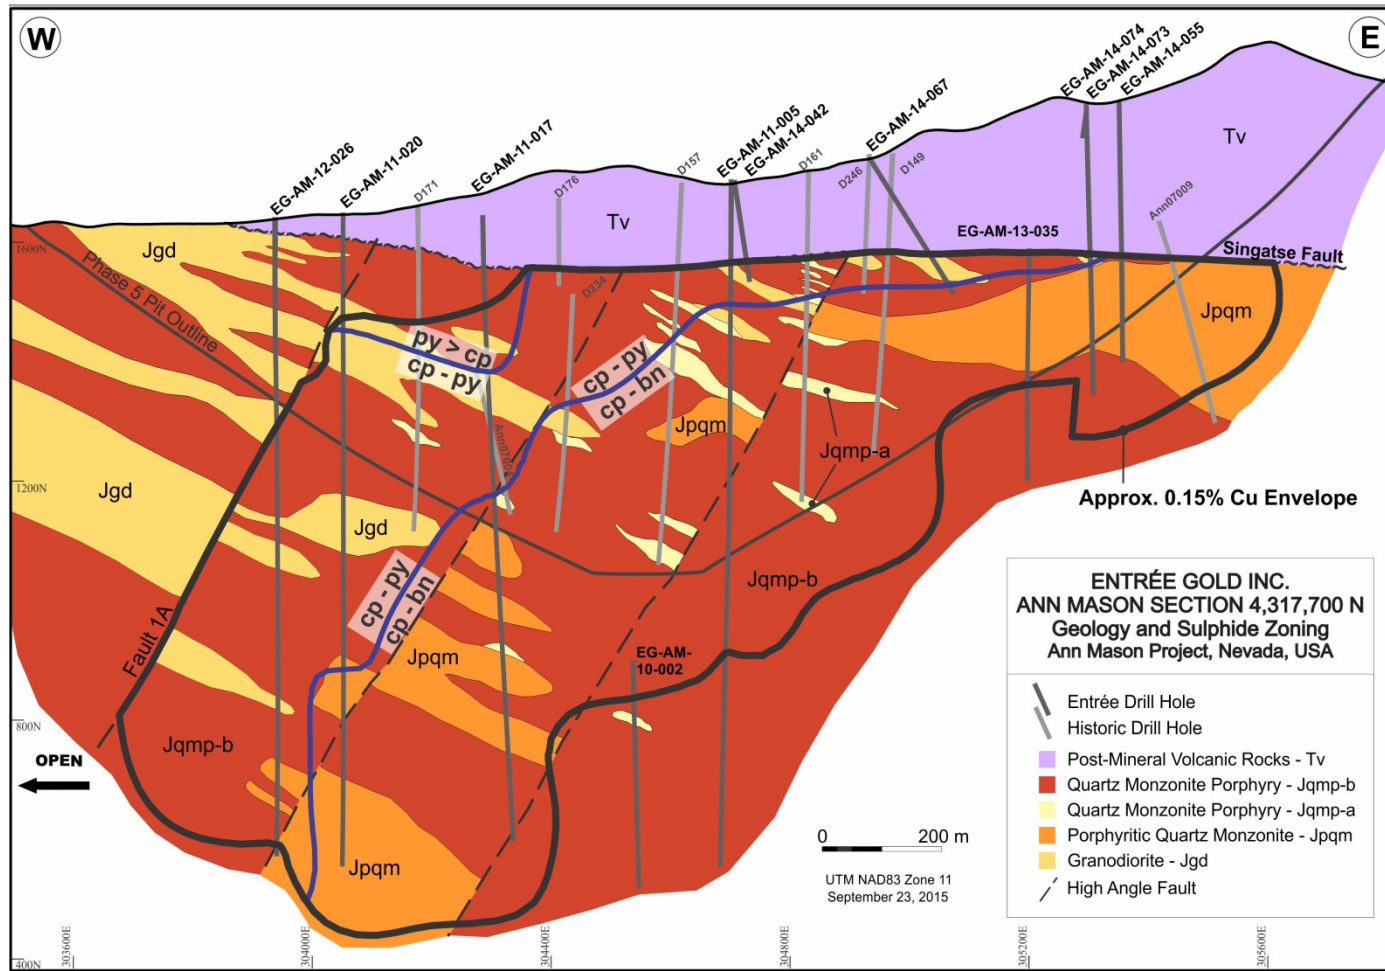 W
E
EG-AM-12-026
EG-AM-11-020
D171
EG-AM-11-017
D176
D157
EG-AM-11-005
EG-AM-14-042
D161
D246
EG-AM-14-067
D149
EG-AM-14-074
EG-AM-14-073
EG-AM-14-055
Ann07009
Tv
Tv
EG-AM-13-035
Singatse Fault
1600N
Jgd
Phase 5 Pit Outline
D234
py > cp
cp - py
cp - py
cp - bn
Jpqm
Jpqm
Jqmp-a
1200N
Jgd
Jgd
Approx. 0.15% Cu Envelope
cp - py
cp - bn
Jqmp-b
Fault 1A
Jpqm
EG-AM-
10-002
800N
Jqmp-b
OPEN
Jpqm
400N
303600E
304000E
304400E
304800E
305200E
305600E
0 200 m
UTM NAD83 Zone 11
September 23, 2015
ENTRÉE GOLD INC.
ANN MASON SECTION 4,317,700 N
Geology and Sulphide Zoning
Ann Mason Project, Nevada, USA
Entrée Drill Hole
Historic Drill Hole
Post-Mineral Volcanic Rocks - Tv
Quartz Monzonite Porphyry - Jqmp-b
Quartz Monzonite Porphyry - Jqmp-a
Porphyritic Quartz Monzonite - Jpqm
Granodiorite - Jgd
High Angle Fault